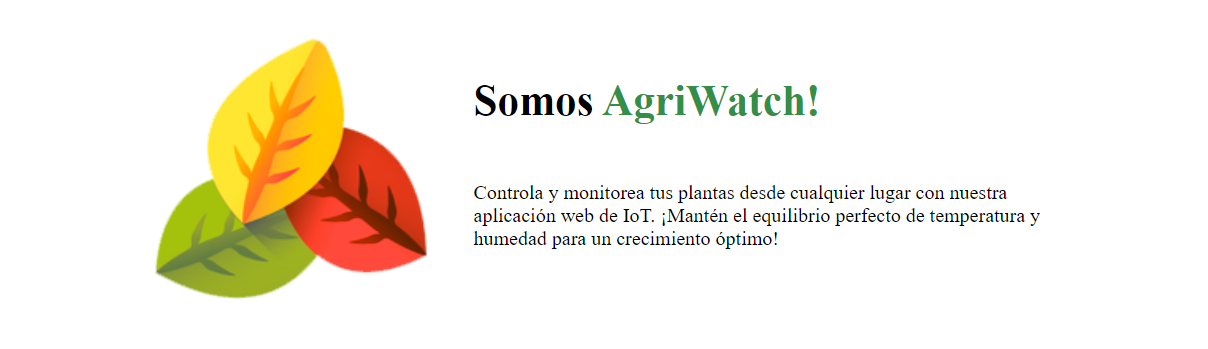 Somos AgriWatch!
Controla y monitorea tus plantas desde cualquier lugar con nuestra
aplicación web de IoT. ¡Mantén el equilibrio perfecto de temperatura y
humedad para un crecimiento óptimo!